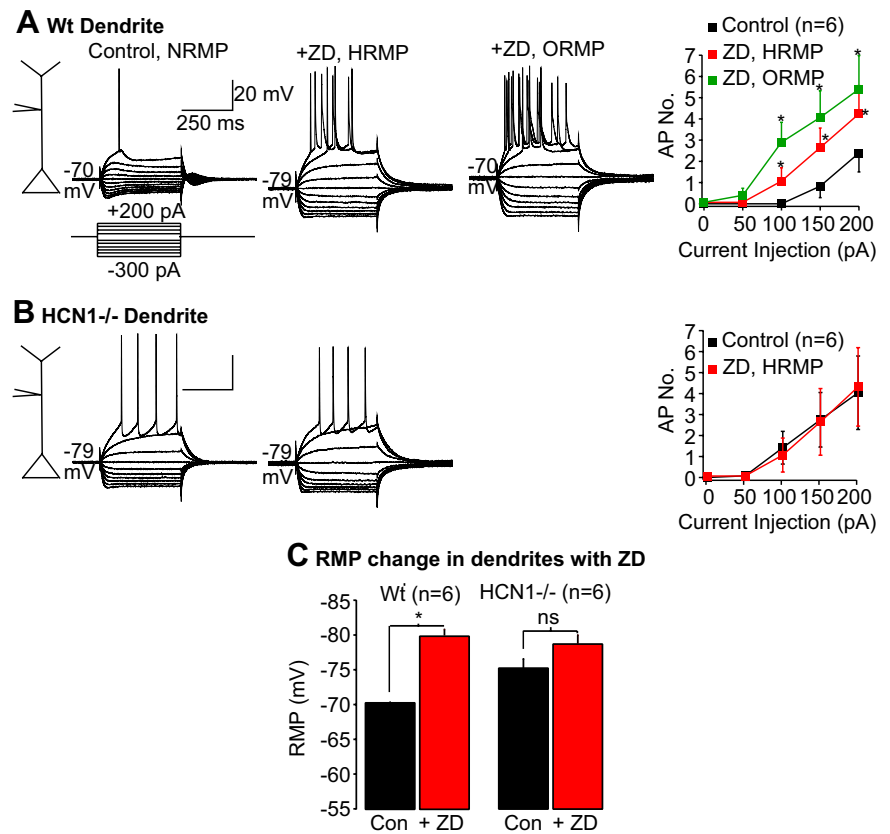 A Wt Dendrite
Control, NRMP
+ZD, HRMP
+ZD, ORMP
20 mV
250 ms
-70
mV
-79
mV
-70
mV
+200 pA
-300 pA
Control (n=6)
ZD, HRMP
ZD, ORMP
AP No.
7
6
5
4
3
2
1
0
* * * * * *
0 50 100 150 200
Current Injection (pA)
B HCN1-/- Dendrite
-79
mV
-79
mV
Control (n=6)
ZD, HRMP
AP No.
7
6
5
4
3
2
1
0
0 50 100 150 200
Current Injection (pA)
C RMP change in dendrites with ZD
Wt (n=6)
HCN1-/- (n=6)
*
ns
RMP (mV)
-85
-80
-75
-70
-65
-60
-55
Con + ZD Con + ZD